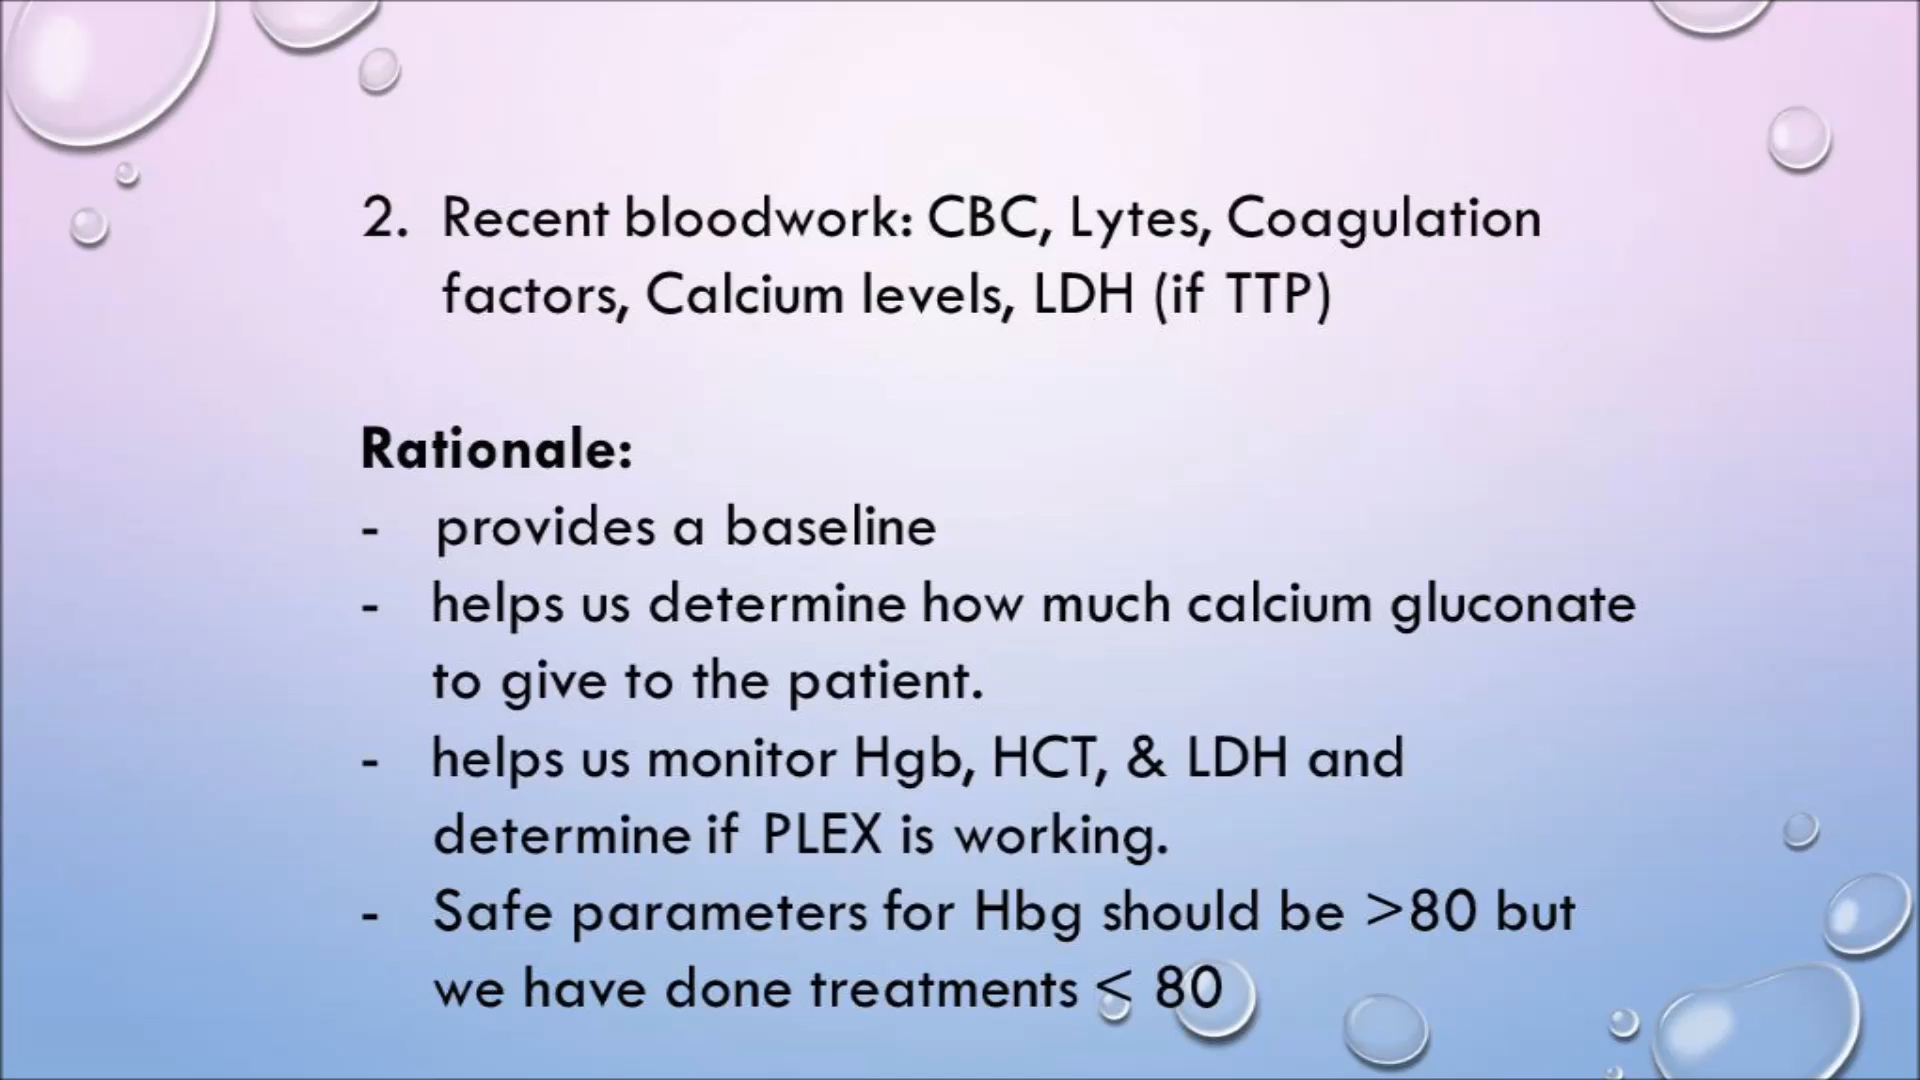 2. Recent bloodwork: CBC, Lytes, Coagulation
factors, Calcium levels, LDH (if TTP)
Rationale:
- provides a baseline
- helps us determine how much calcium gluconate
to give to the patient.
- helps us monitor Hgb, HCT, & LDH and
determine if PLEX is working.
- Safe parameters for Hbg should be >80 but
we have done treatments < 80